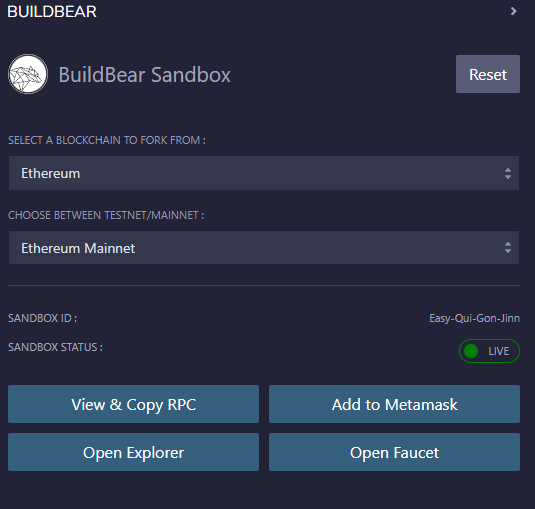 BUILDBEAR
BuildBear Sandbox
Reset
SELECT A BLOCKCHAIN TO FORK FROM :
Ethereum
CHOOSE BETWEEN TESTNET/MAINNET :
Ethereum Mainnet
SANDBOX ID :
Easy-Qui-Gon-Jinn
SANDBOX STATUS :
LIVE
View & Copy RPC
Add to Metamask
Open Explorer
Open Faucet